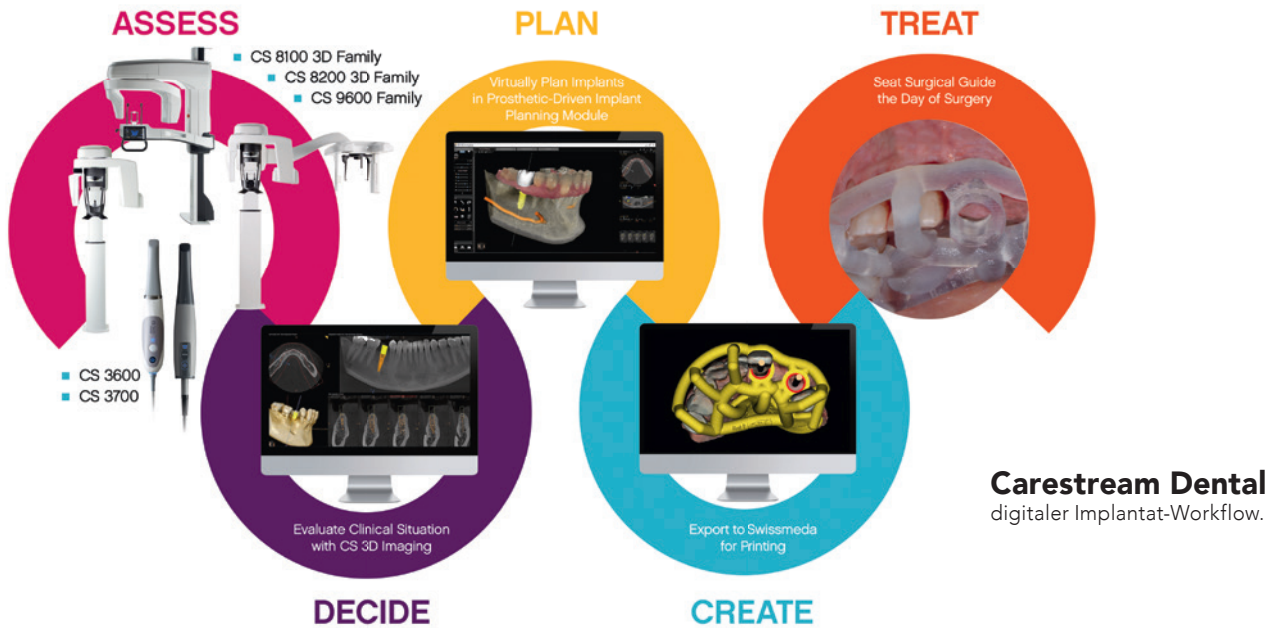 ASSESS
CS 8100 3D Family
CS 8200 3D Family
CS 9600 Family
CS 3600
CS 3700
Evaluate Clinical Situation
with CS 3D Imaging
DECIDE
PLAN
Virtually Plan Implants
in Prosthetic-Driven Implant
Planning Module
Export to Swissmeda
for Printing
CREATE
TREAT
Seat Surgical Guide
the Day of Surgery
Carestream Dental
digitaler Implantat-Workflow.